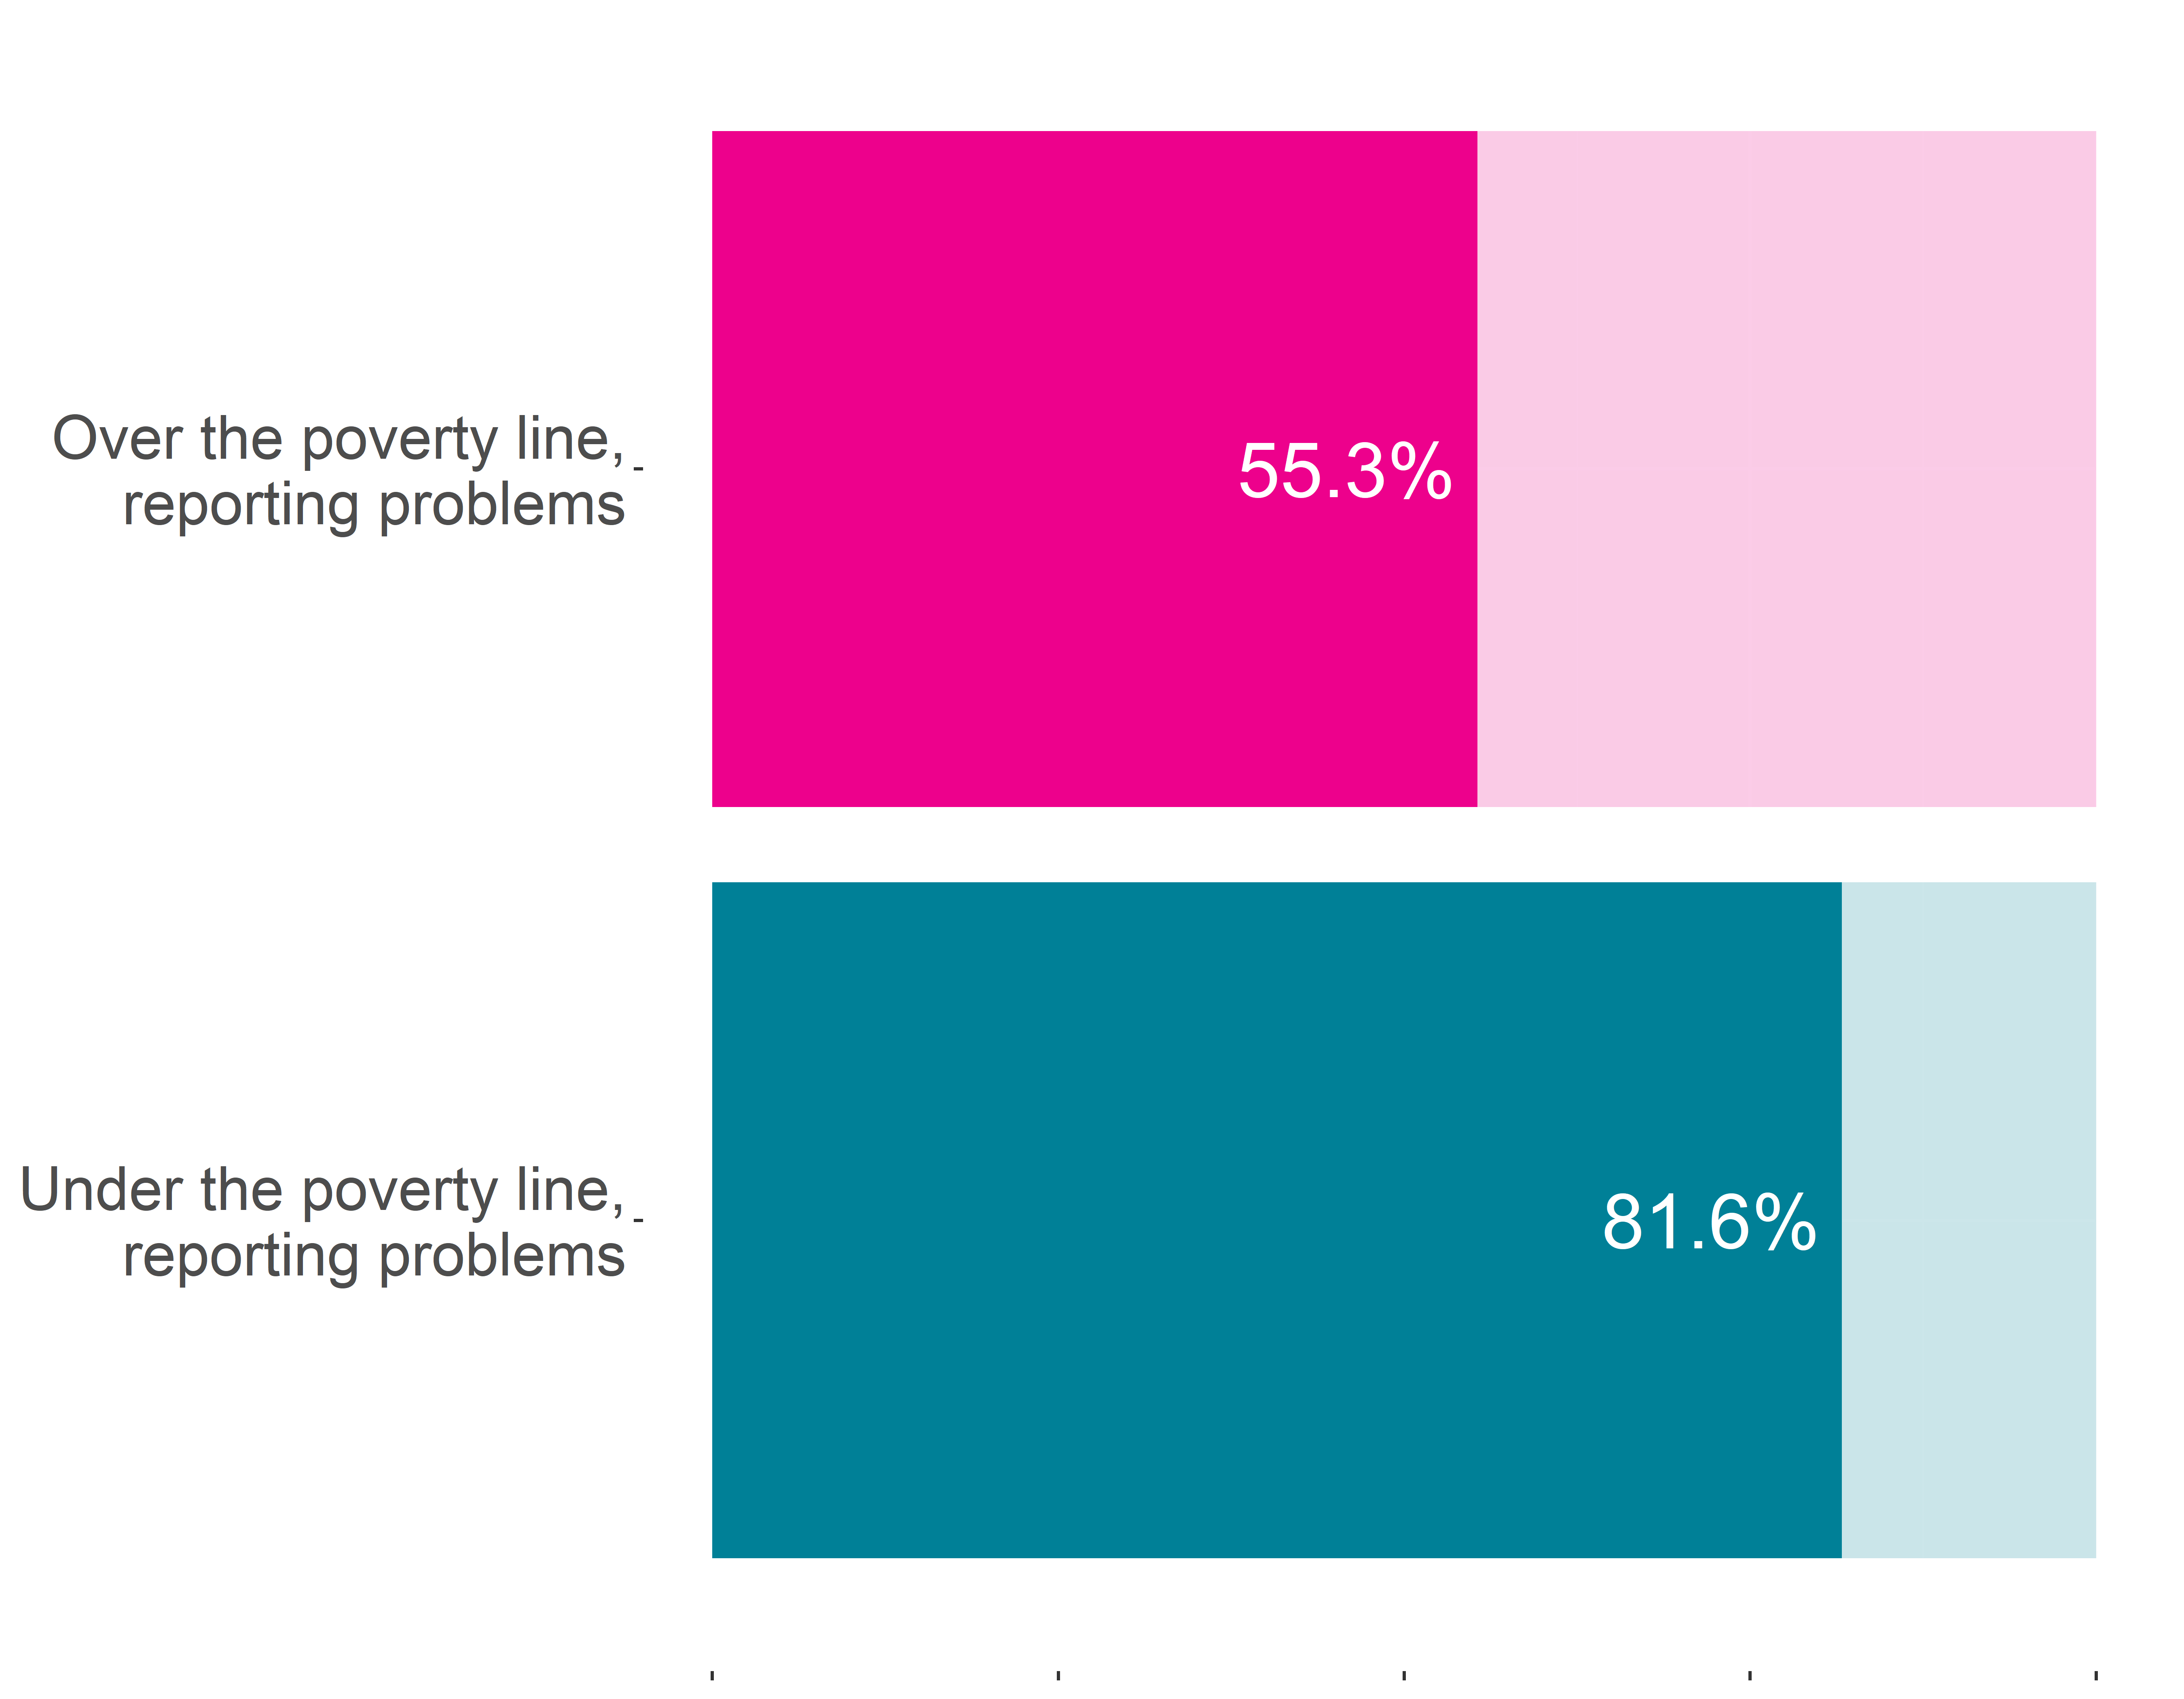 Over the poverty line,
reporting problems
55.3%
Under the poverty line,
reporting problems
81.6%